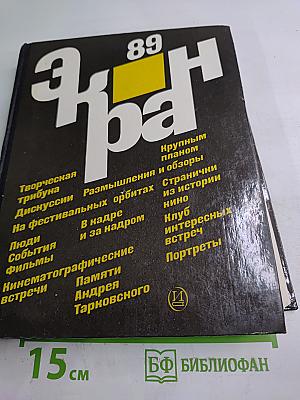 89
экран
Творческая
трибуна
Дискуссии
Размышления и обзоры
Крупным
планом
На фестивальных орбитах
Странички
из истории
кино
Люди
События
Фильмы
В кадре
и за кадром
Клуб
интересных
встреч
Кинематографические
встречи
Памяти
Андрея
Тарковского
Портреты
И
15 см
БФ БИБЛИОФАН